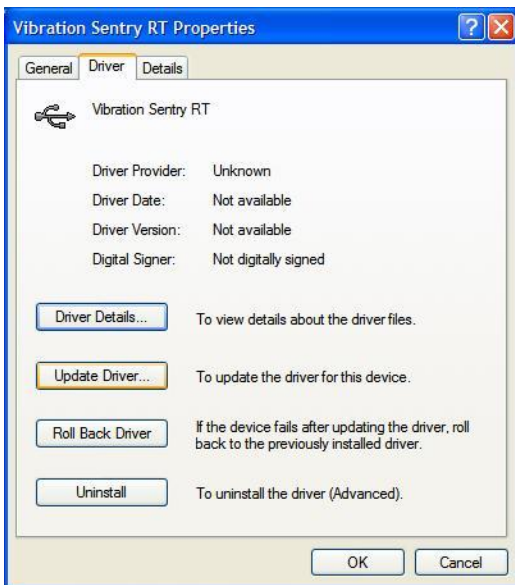 Vibration Sentry RT Properties
General Driver Details
Vibration Sentry RT
Driver Provider: Unknown
Driver Date: Not available
Driver Version: Not available
Digital Signer: Not digitally signed
Driver Details... To view details about the driver files.
Update Driver... To update the driver for this device.
Roll Back Driver If the device fails after updating the driver, roll
back to the previously installed driver.
Uninstall To uninstall the driver (Advanced).
OK Cancel